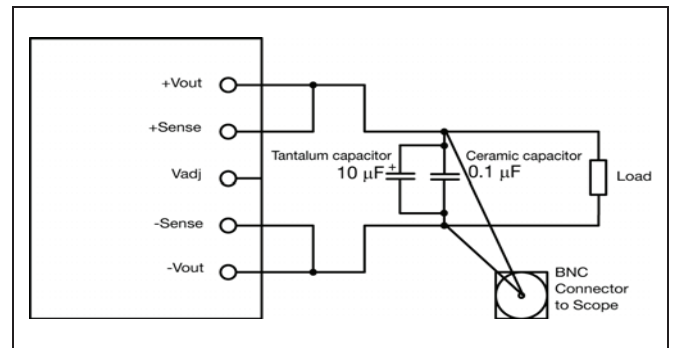 +Vout
+Sense
Vadj
-Sense
-Vout
Tantalum capacitor
10 µF
+
Ceramic capacitor
0.1 µF
Load
BNC
Connector
to Scope